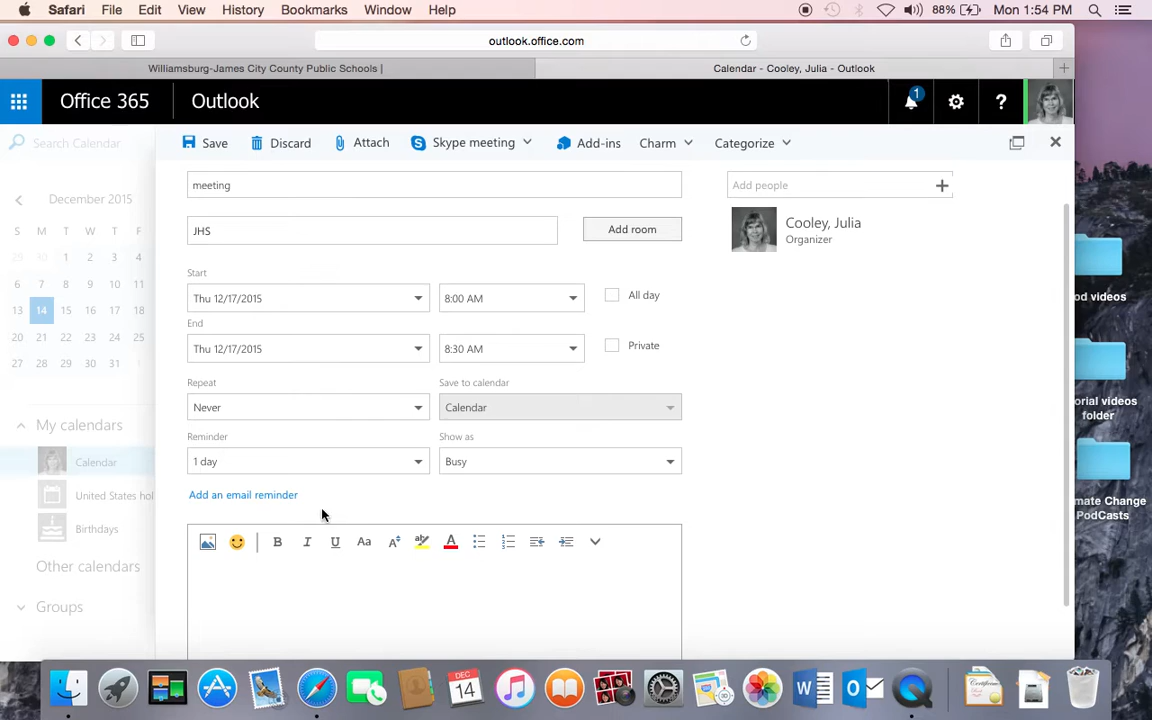 Safari File Edit View History Bookmarks Window Help 88% Mon 1:54 PM
outlook.office.com
Williamsburg-James City County Public Schools |
Calendar - Cooley, Julia - Outlook
Office 365 Outlook 1 ?
Search Calendar
Save Discard Attach Skype meeting Add-ins Charm Categorize
December 2015
S M T W T F
29 30 1 2 3 4
6 7 8 9 10 11
13 14 15 16 17 18
20 21 22 23 24 25
27 28 29 30 31 1
My calendars
Calendar
United States hol
Birthdays
Other calendars
Groups
meeting
JHS
Add room
Start
Thu 12/17/2015 8:00 AM All day
End
Thu 12/17/2015 8:30 AM Private
Repeat Save to calendar
Never Calendar
Reminder Show as
1 day Busy
Add an email reminder
B I U Aa A ab A
Add people
Cooley, Julia
Organizer
od videos
orial videos
folder
mate Change
PodCasts
DEC
14